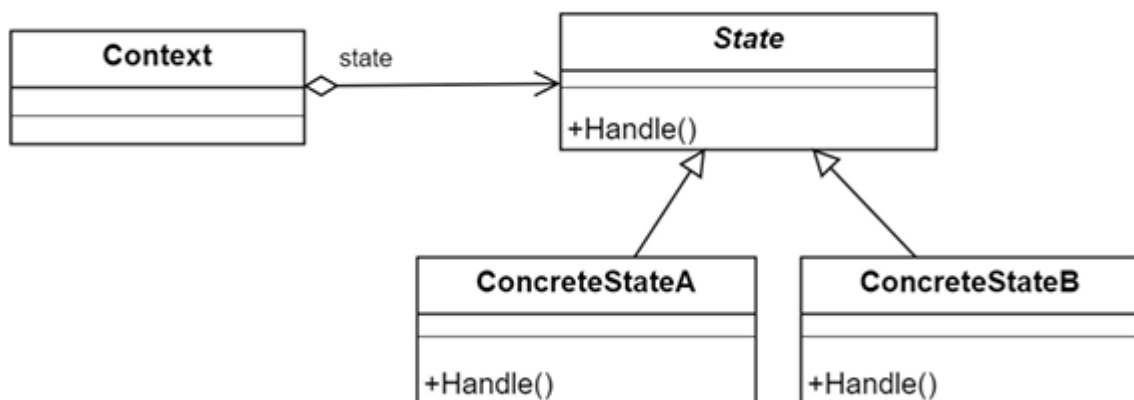 Context
state
State
+Handle()
ConcreteStateA
+Handle()
ConcreteStateB
+Handle()